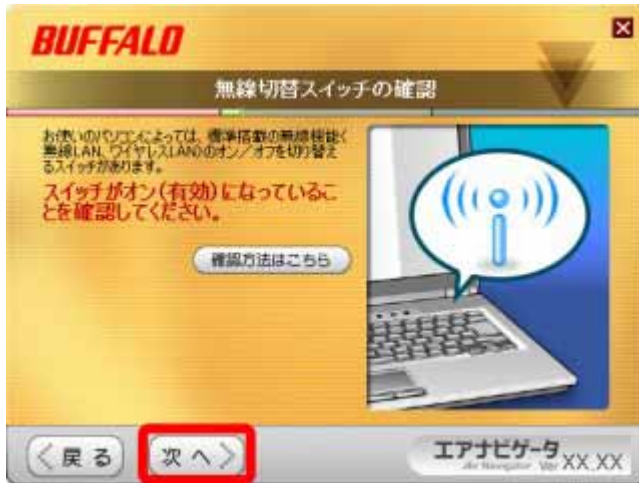 BUFFALO
無線切替スイッチの確認
お使いのパソコンによっては、標準搭載の無線機能(
無線LAN、ワイヤレスLAN)のオン/オフを切り替え
るスイッチがあります。
スイッチがオン(有効)になっているこ
とを確認してください。
確認方法はこちら
戻る
次へ
エアナビゲータ
Air Navigator Ver XX.XX